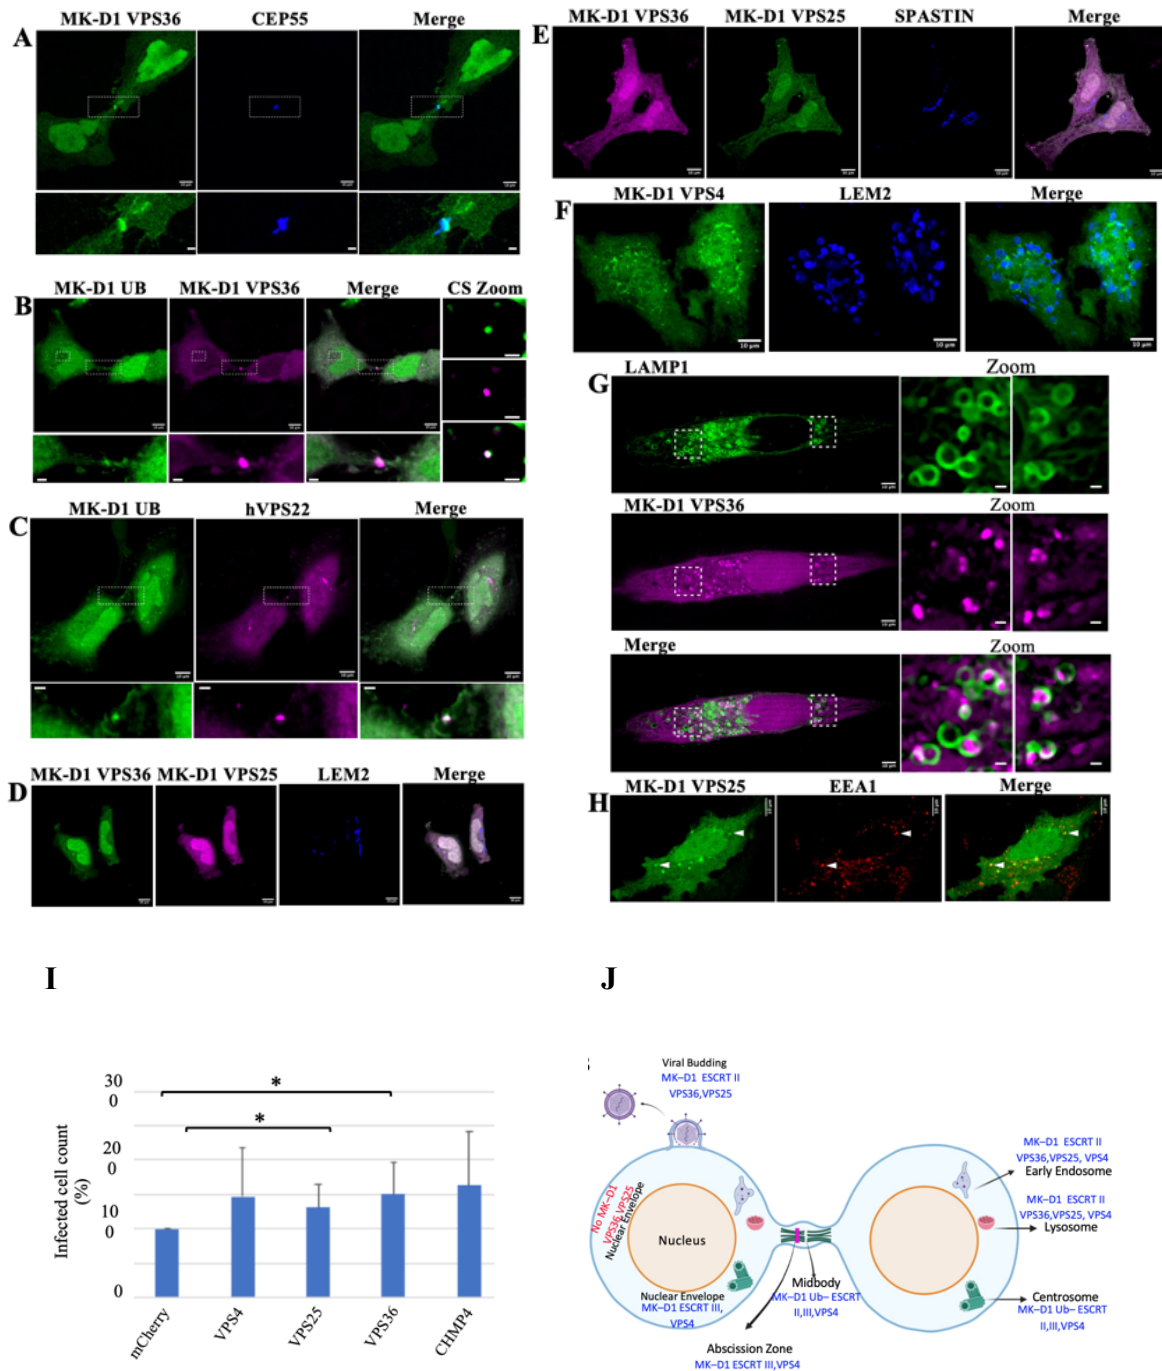 A
MK-D1 VPS36 CEP55 Merge
B
MK-D1 UB MK-D1 VPS36 Merge CS Zoom
C
MK-D1 UB hVPS22 Merge
D
MK-D1 VPS36 MK-D1 VPS25 LEM2 Merge
E
MK-D1 VPS36 MK-D1 VPS25 SPASTIN Merge
F
MK-D1 VPS4 LEM2 Merge
10 μm 10 μm 10 μm
G
LAMP1 Zoom
MK-D1 VPS36 Zoom
Merge Zoom
H
MK-D1 VPS25 EEA1 Merge
I
Infected cell count
(%)
30
0
20
0
10
0
0
*
*
mCherry
VPS4
VPS25
VPS36
CHMP4
J
Viral Budding
MK-D1 ESCRT II
VPS36,VPS25
No MK-D1
VPS36,VPS25
Nuclear Envelope
Nucleus
Nuclear Envelope
MK-D1 ESCRT III,
VPS4
Midbody
MK-D1 Ub- ESCRT
II,III,VPS4
Abscission Zone
MK-D1 ESCRT III,VPS4
MK-D1 ESCRT II
VPS36,VPS25, VPS4
Early Endosome
MK-D1 ESCRT II
VPS36,VPS25, VPS4
Lysosome
Centrosome
MK-D1 Ub- ESCRT
II,III,VPS4